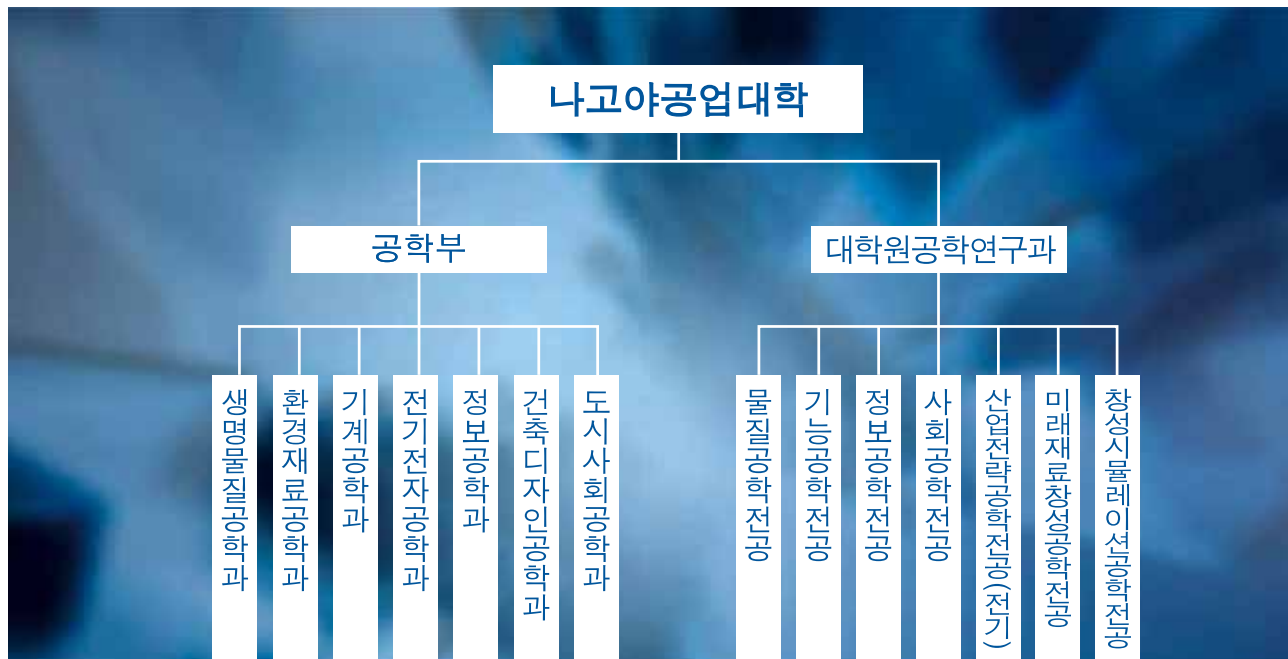 나고야공업대학
공학부
대학원공학연구과
생명물질공학과
환경재료공학과
기계공학과
전기전자공학과
정보공학과
건축디자인공학과
도시사회공학과
물질공학전공
기능공학전공
정보공학전공
사회공학전공
산업전략공학전공(전기)
미래재료창성공학전공
창성시뮬레이션공학전공